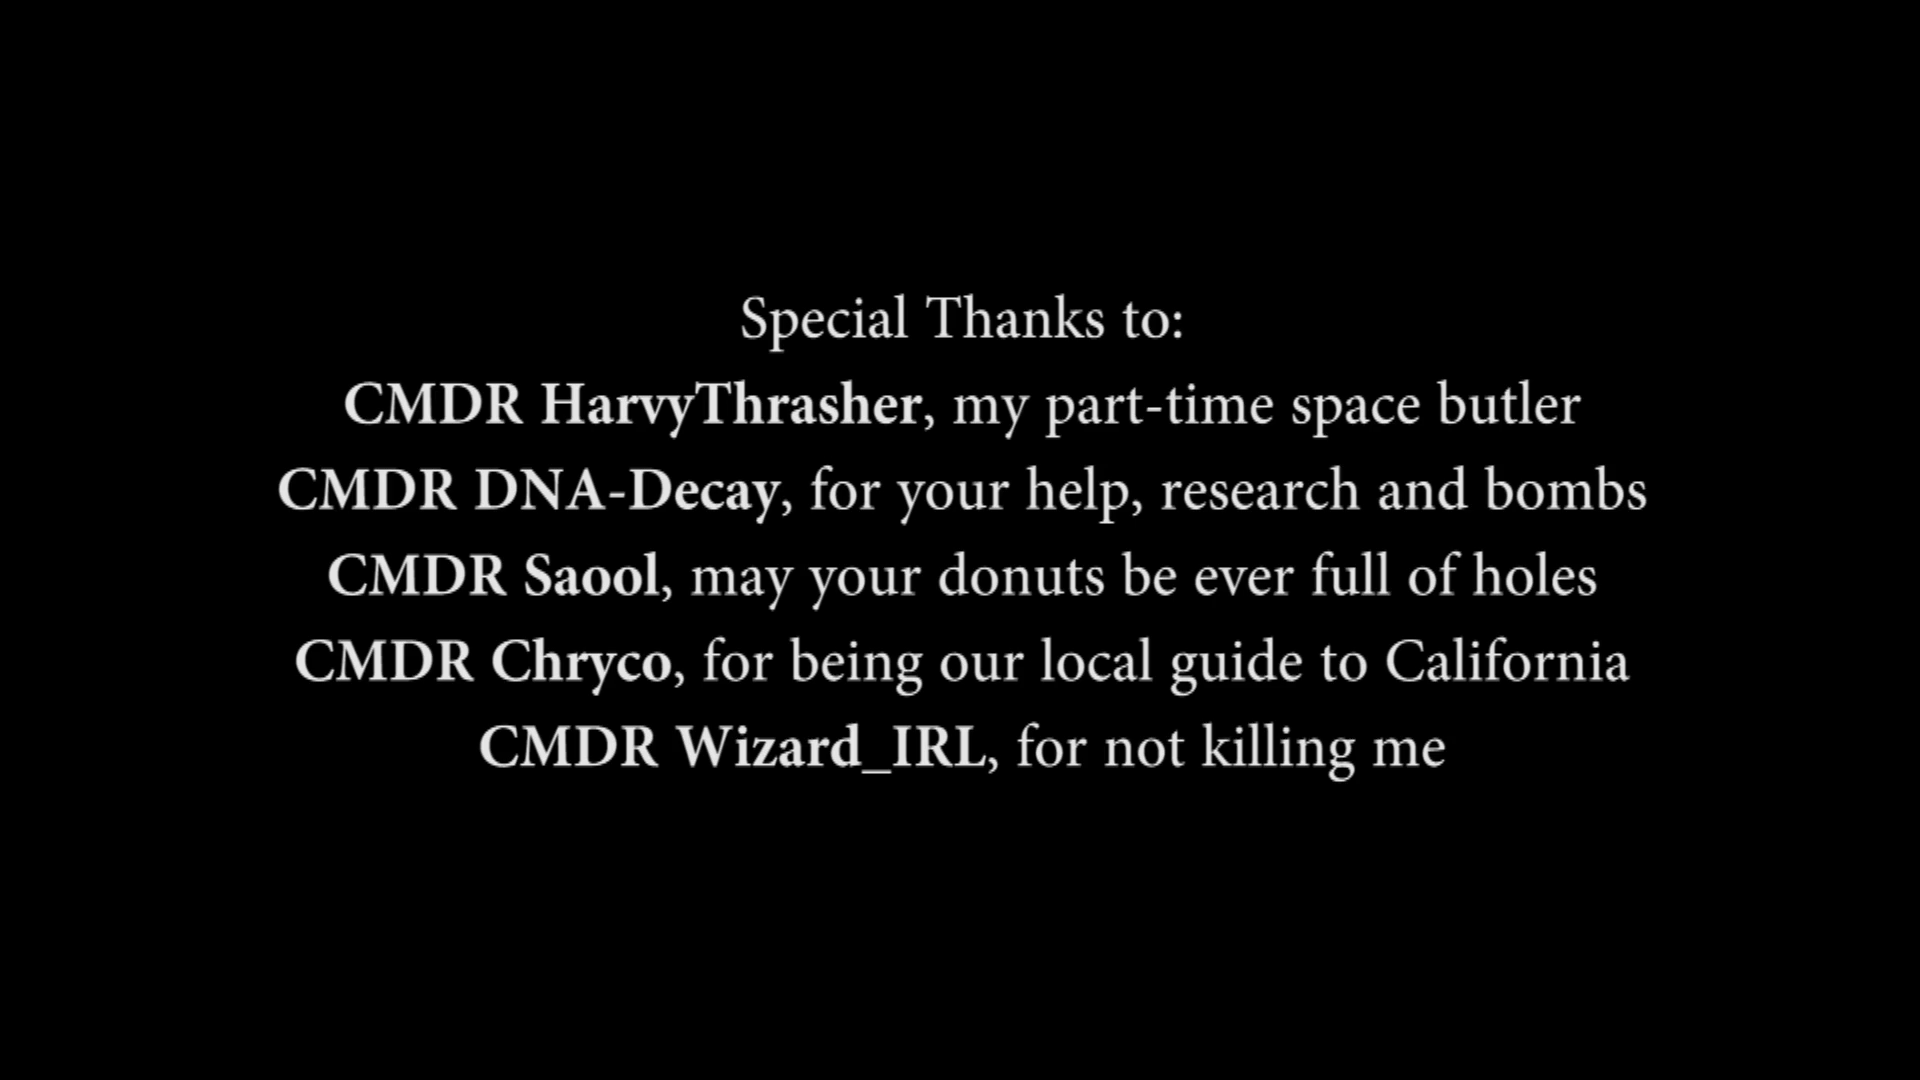 Special Thanks to:
CMDR HarvyThrasher, my part-time space butler
CMDR DNA-Decay, for your help, research and bombs
CMDR Saool, may your donuts be ever full of holes
CMDR Chryco, for being our local guide to California
CMDR Wizard_IRL, for not killing me